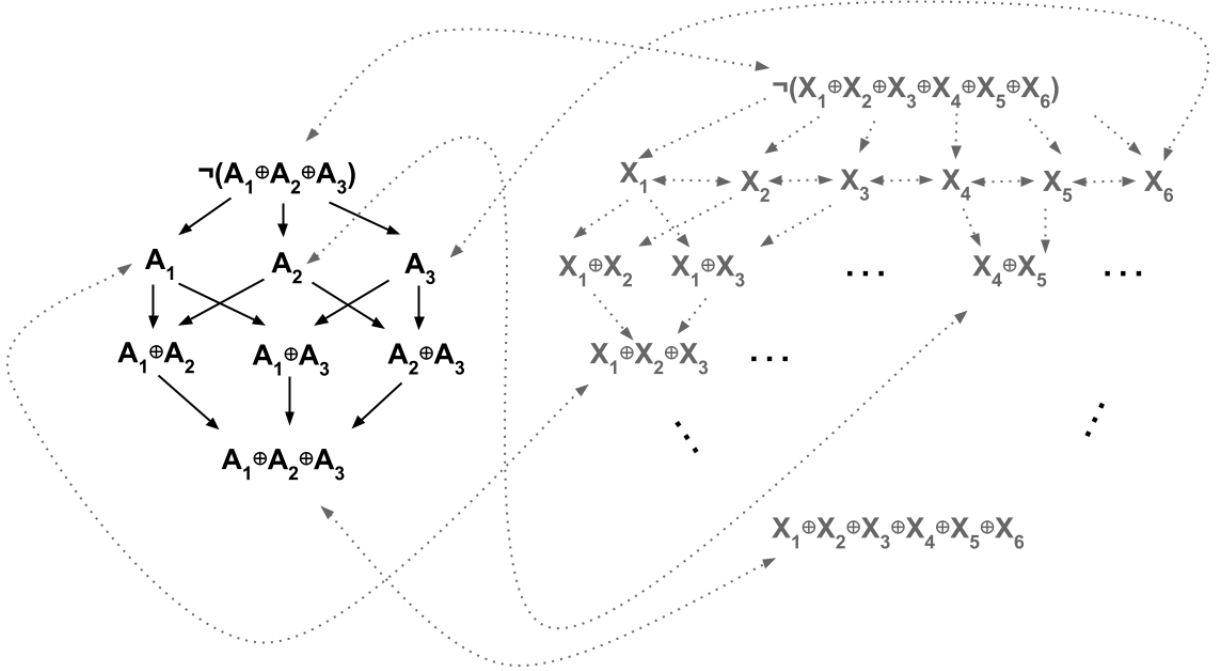 ¬(X₁⊕X₂⊕X₃⊕X₄⊕X₅⊕X₆)
¬(A₁⊕A₂⊕A₃)
X₁ X₂ X₃ X₄ X₅ X₆
A₁ A₂ A₃
X₁⊕X₂ X₁⊕X₃ ... X₄⊕X₅ ...
A₁⊕A₂ A₁⊕A₃ A₂⊕A₃
X₁⊕X₂⊕X₃ ...
A₁⊕A₂⊕A₃
X₁⊕X₂⊕X₃⊕X₄⊕X₅⊕X₆